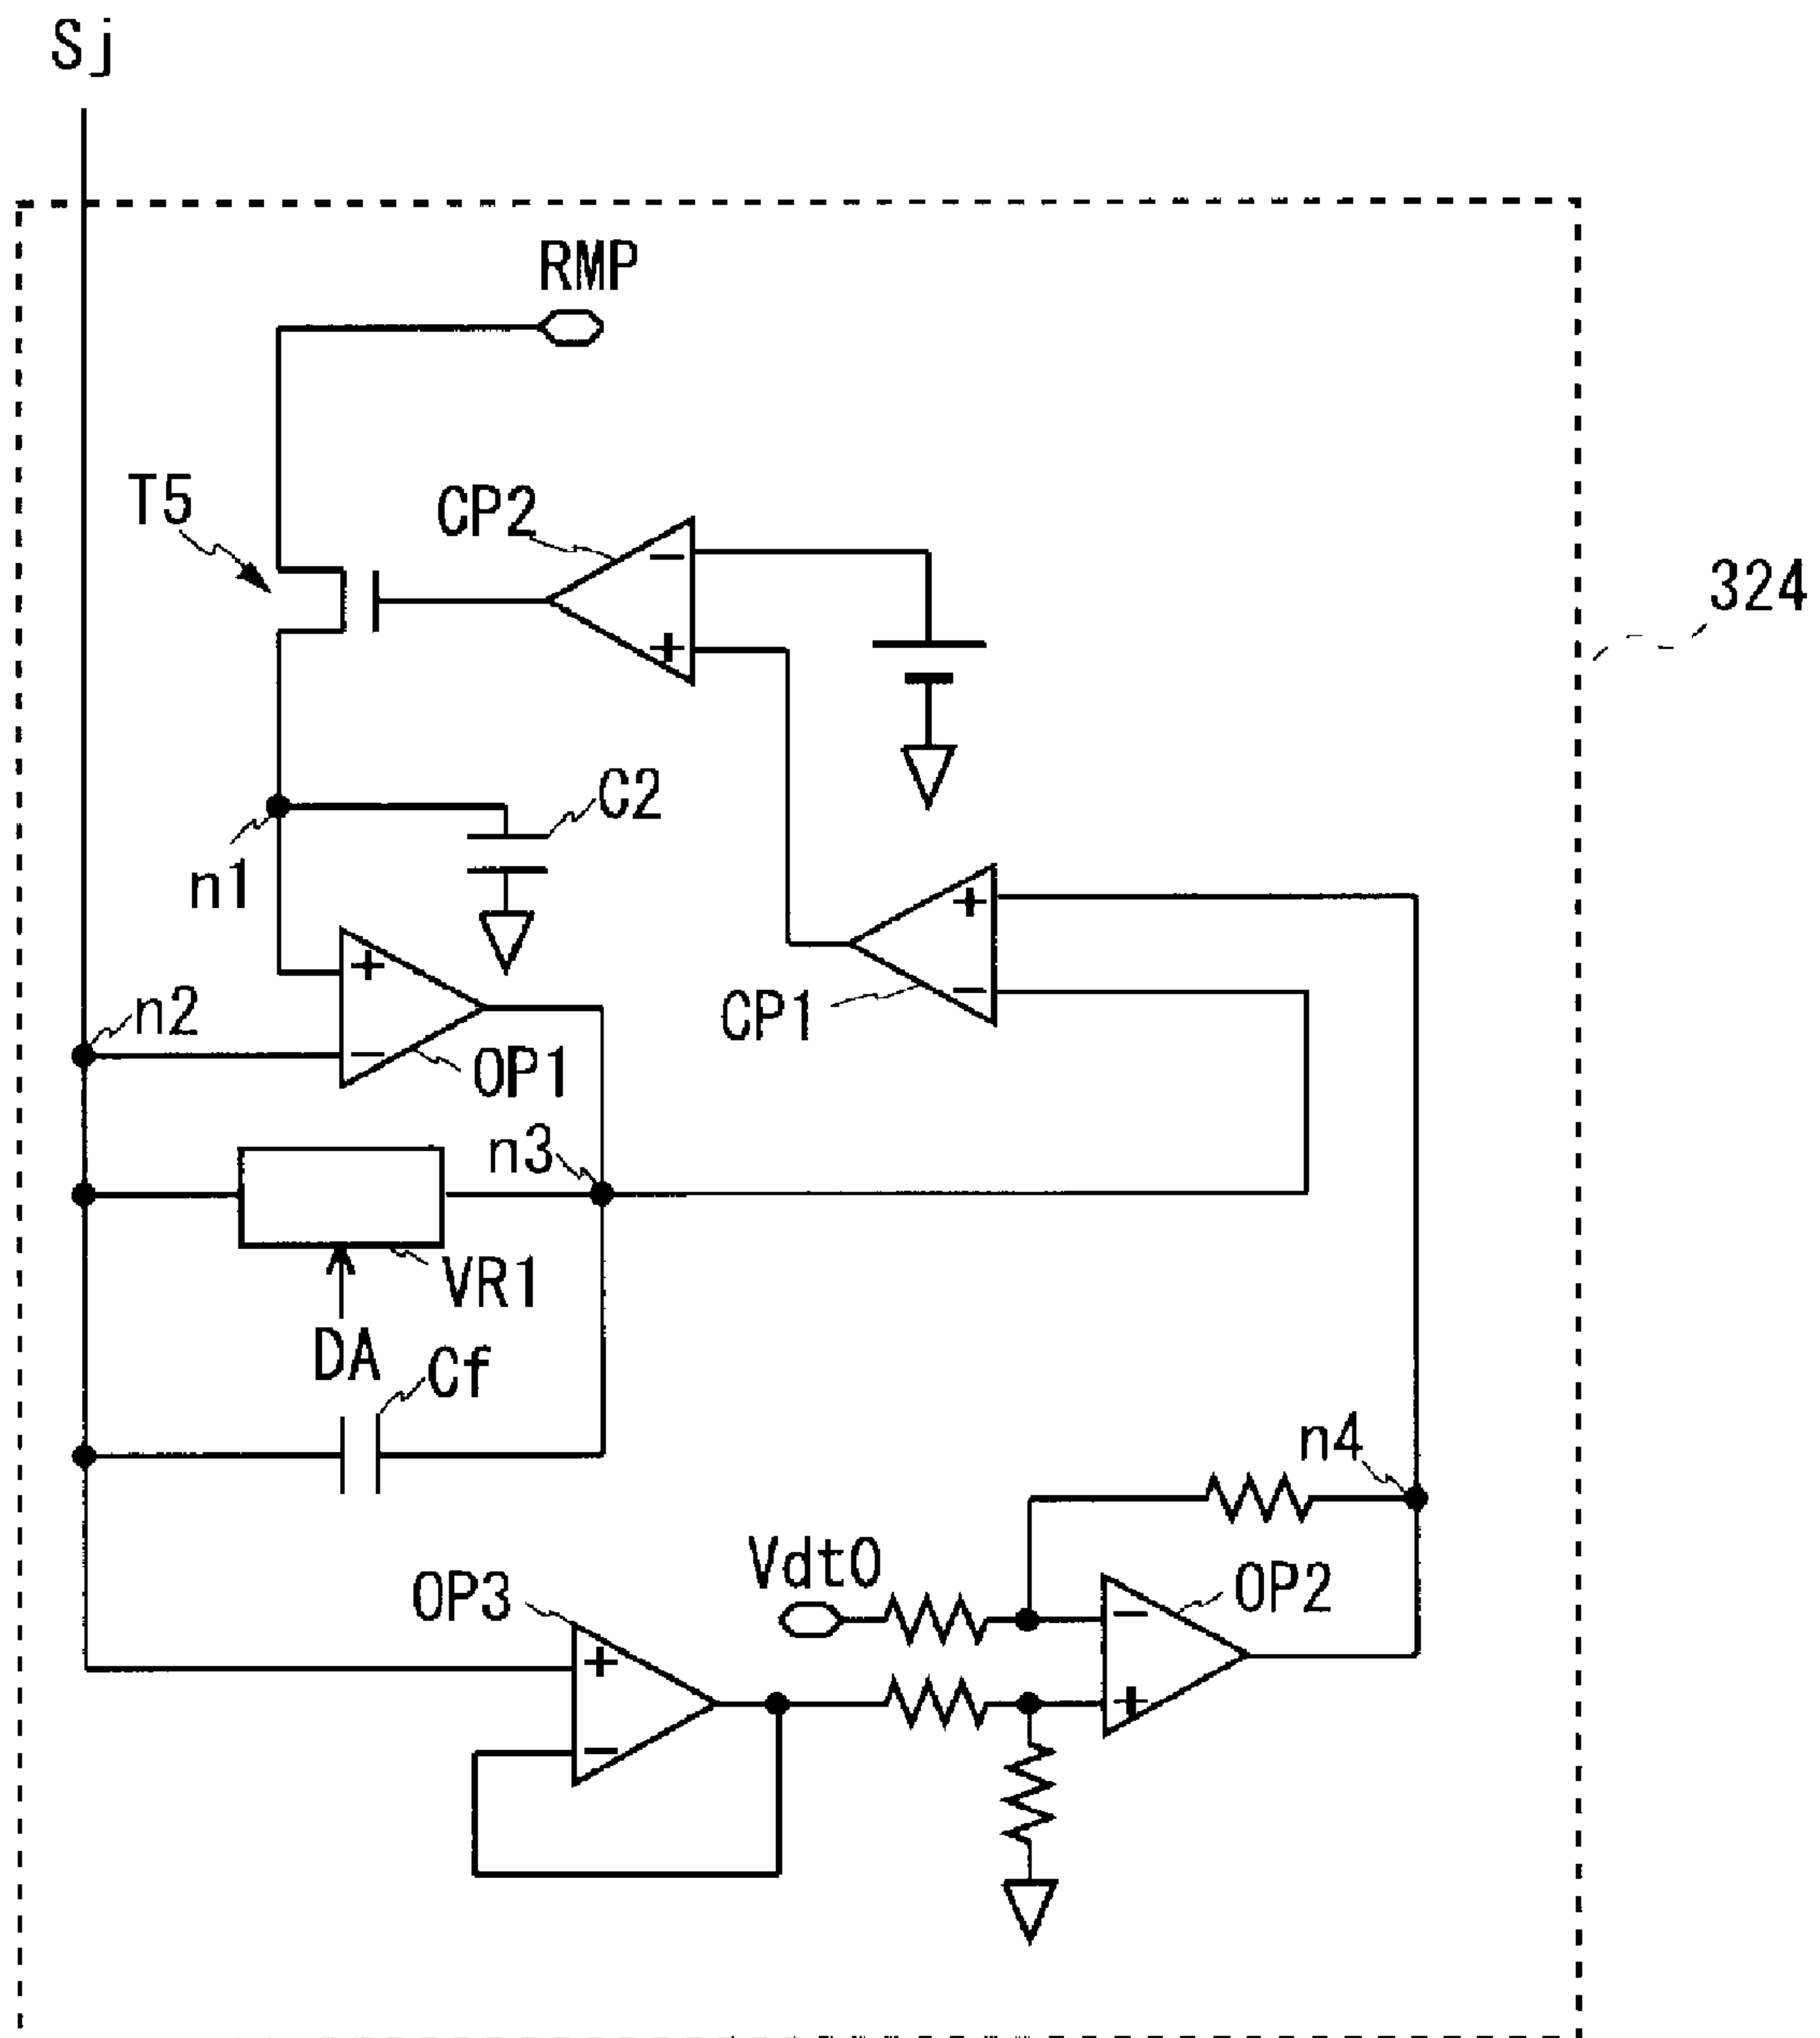 Sj
RMP
T5
CP2
324
C2
n1
n2
CP1
OP1
n3
VR1
DA
Cf
n4
Vdt0
OP3
OP2